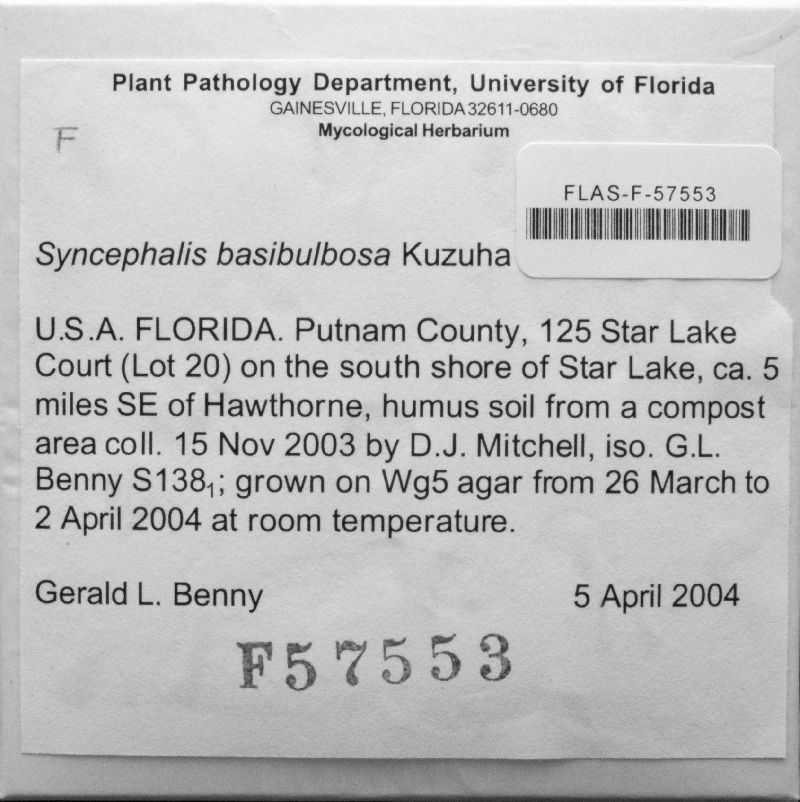 Plant Pathology Department, University of Florida
GAINESVILLE, FLORIDA 32611-0680
Mycological Herbarium
F
FLAS-F-57553
Syncephalis basibulbosa Kuzuha
U.S.A. FLORIDA. Putnam County, 125 Star Lake
Court (Lot 20) on the south shore of Star Lake, ca. 5
miles SE of Hawthorne, humus soil from a compost
area coll. 15 Nov 2003 by D.J. Mitchell, iso. G.L.
Benny S138₁; grown on Wg5 agar from 26 March to
2 April 2004 at room temperature.
Gerald L. Benny 5 April 2004
F57553